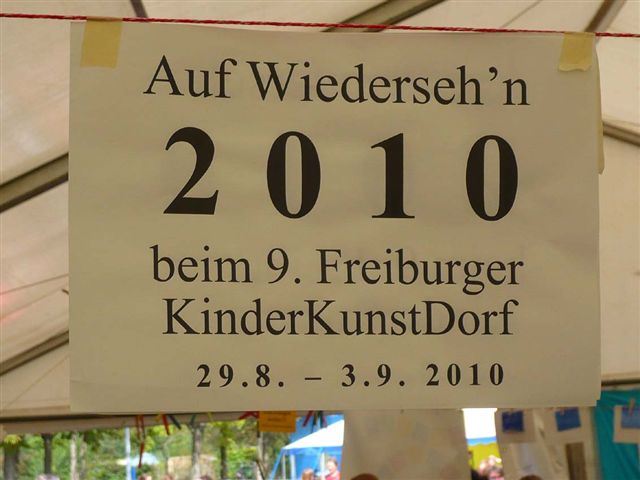 Auf Wiederseh’n
2010
beim 9. Freiburger
KinderKunstDorf
29.8. – 3.9. 2010